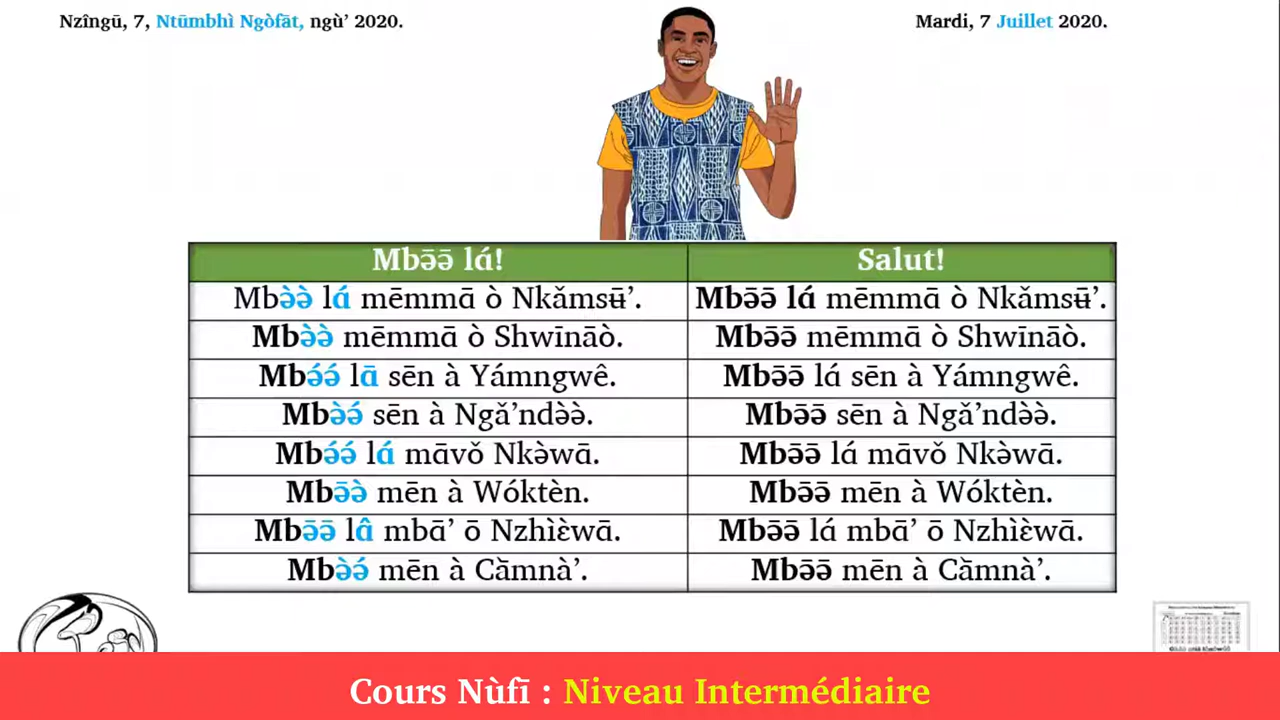 Nzîngū, 7, Ntūmbhì Ngòfāt, ngù’ 2020.
Mardi, 7 Juillet 2020.
Mbə̄ə̄ lá!
Salut!
Mbə̀ə̀ lá mēmmā ò Nkǎmsʉ̄’.
Mbə̄ə̄ lá mēmmā ò Nkǎmsʉ̄’.
Mbə̀ə̀ mēmmā ò Shwīnāò.
Mbə̄ə̄ mēmmā ò Shwīnāò.
Mbə́ə́ lā sēn à Yámngwê.
Mbə̄ə̄ lá sēn à Yámngwê.
Mbə̀ə́ sēn à Ngǎ’ndə̀ə̀.
Mbə̄ə̄ sēn à Ngǎ’ndə̀ə̀.
Mbə́ə́ lá māvǒ Nkə̀wā.
Mbə̄ə̄ lá māvǒ Nkə̀wā.
Mbə̄ə̀ mēn à Wóktèn.
Mbə̄ə̄ mēn à Wóktèn.
Mbə̄ə̄ lâ mbā’ ō Nzhìɛ̀wā.
Mbə̄ə̄ lá mbā’ ō Nzhìɛ̀wā.
Mbə̀ə́ mēn à Cāmnà’.
Mbə̄ə̄ mēn à Cāmnà’.
Cours Nùfī : Niveau Intermédiaire